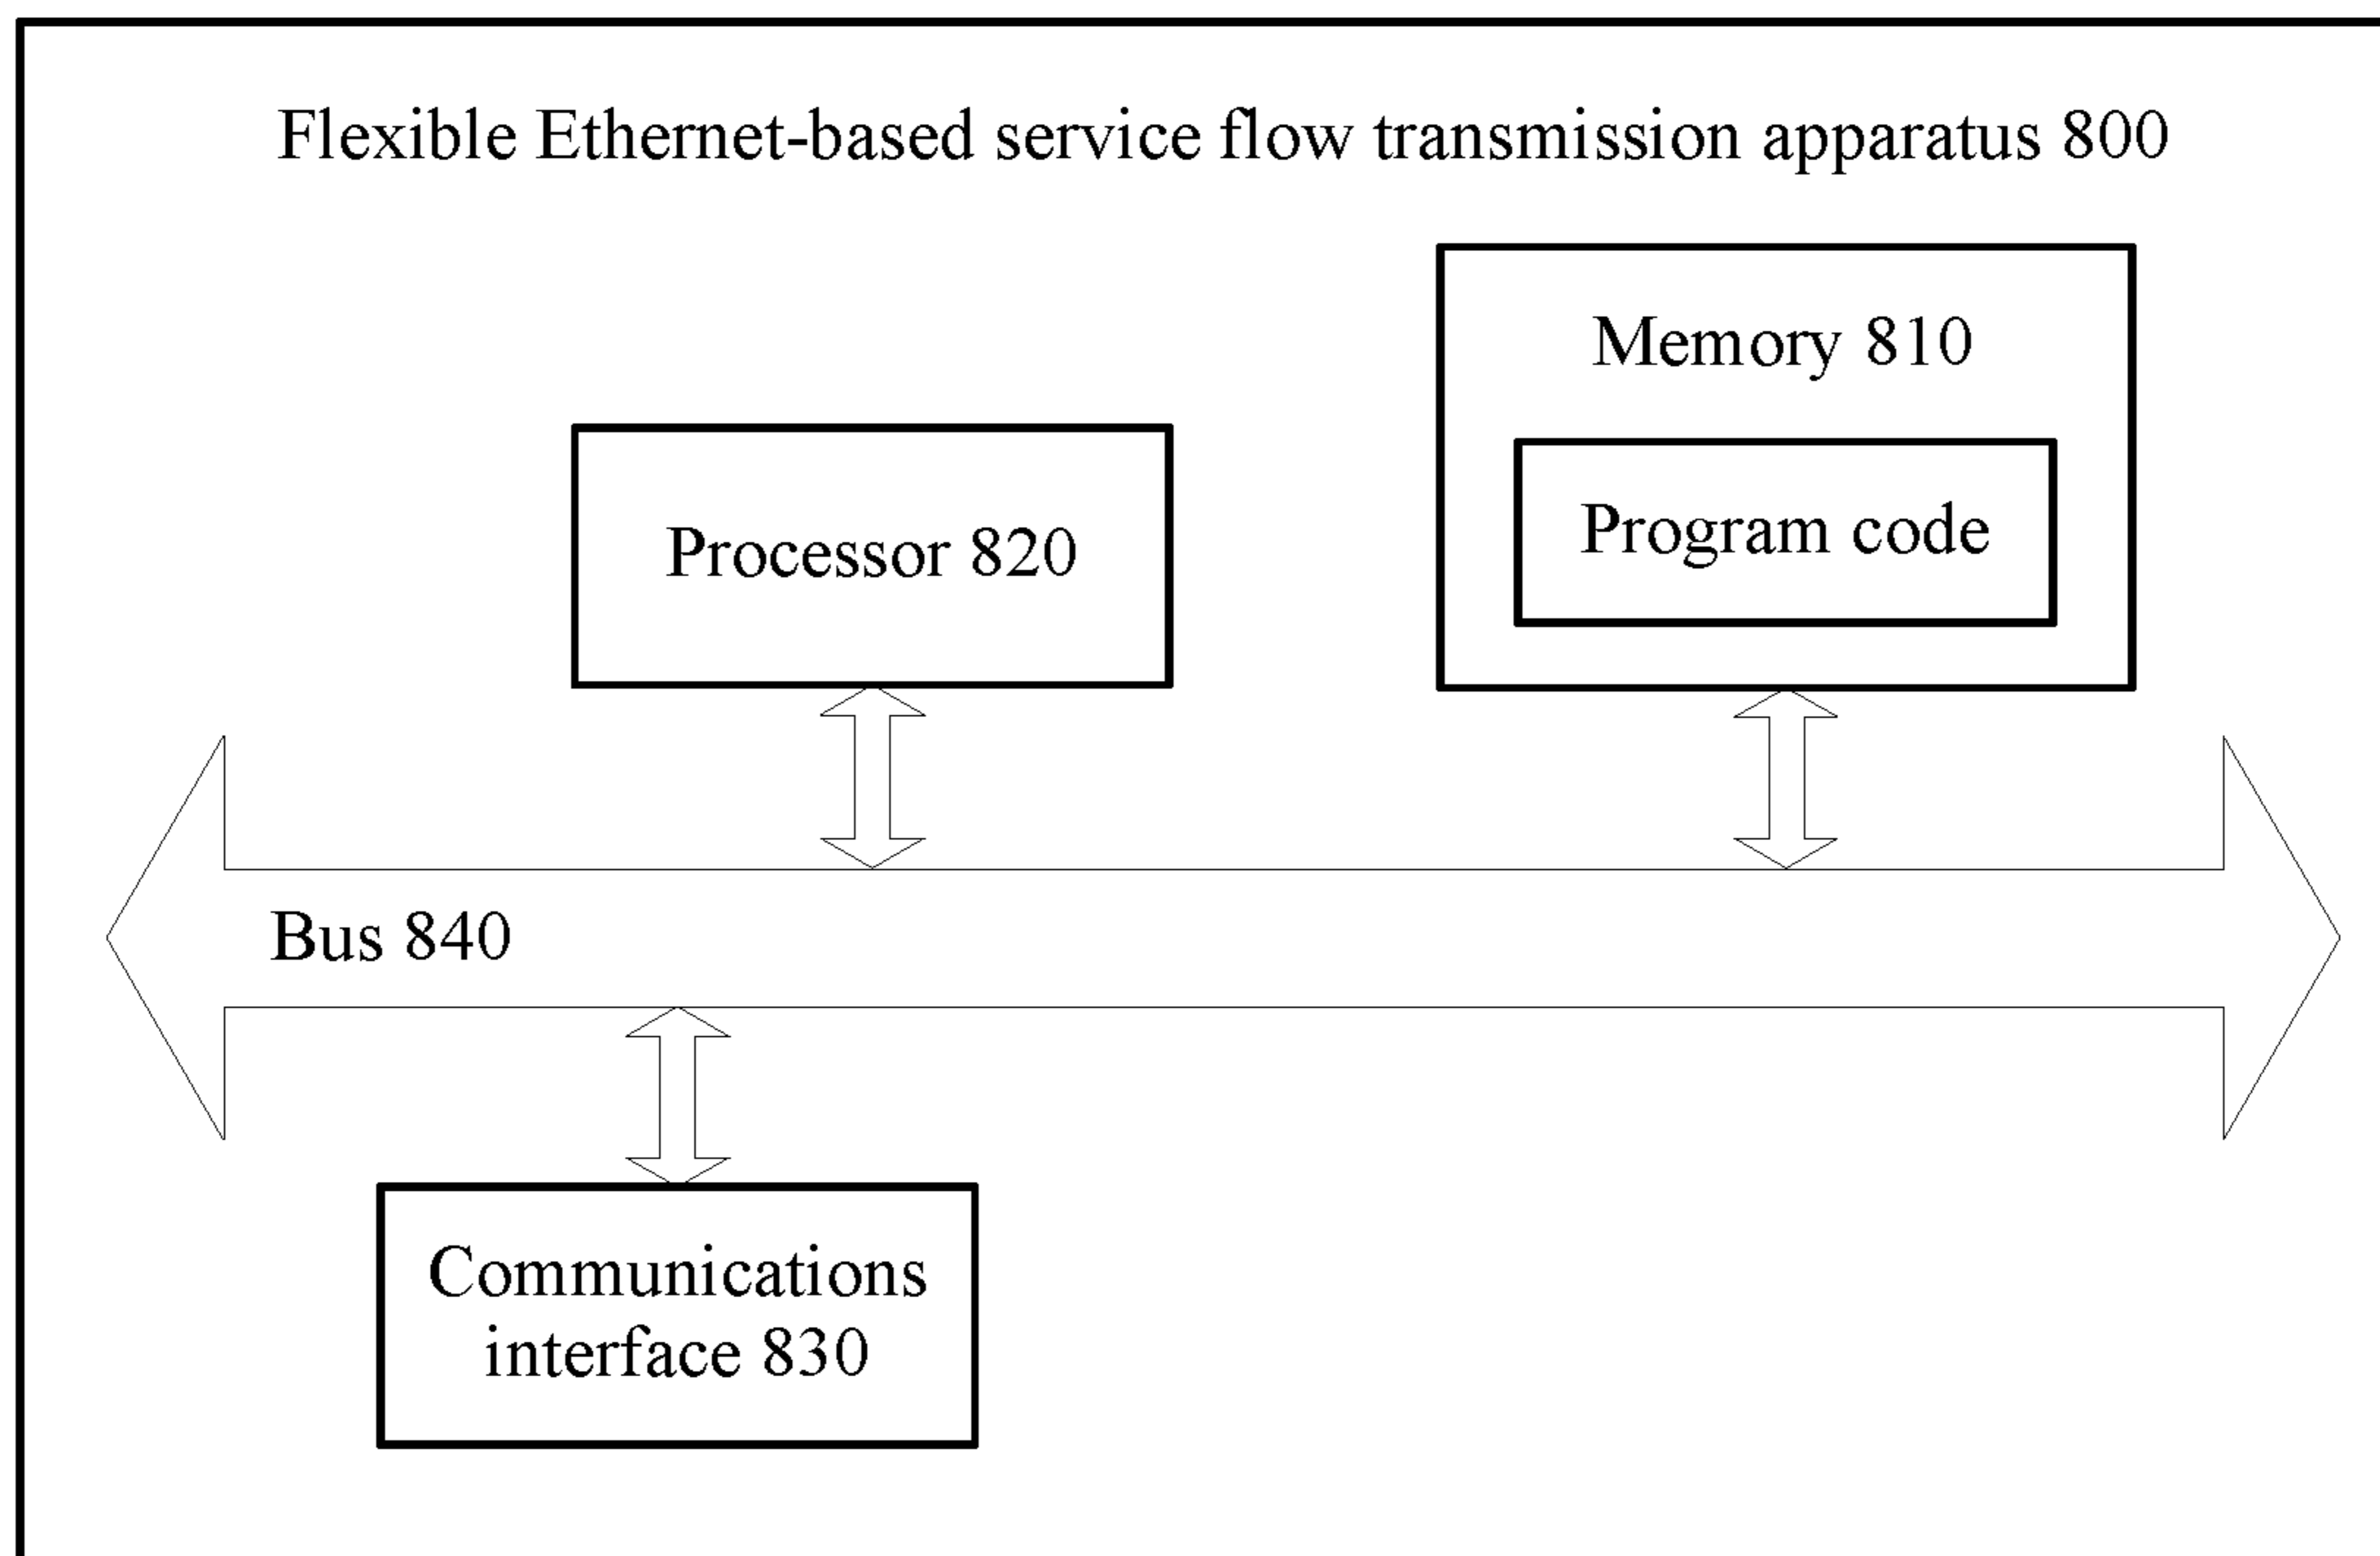 Flexible Ethernet-based service flow transmission apparatus 800
Memory 810
Program code
Processor 820
Bus 840
Communications
interface 830